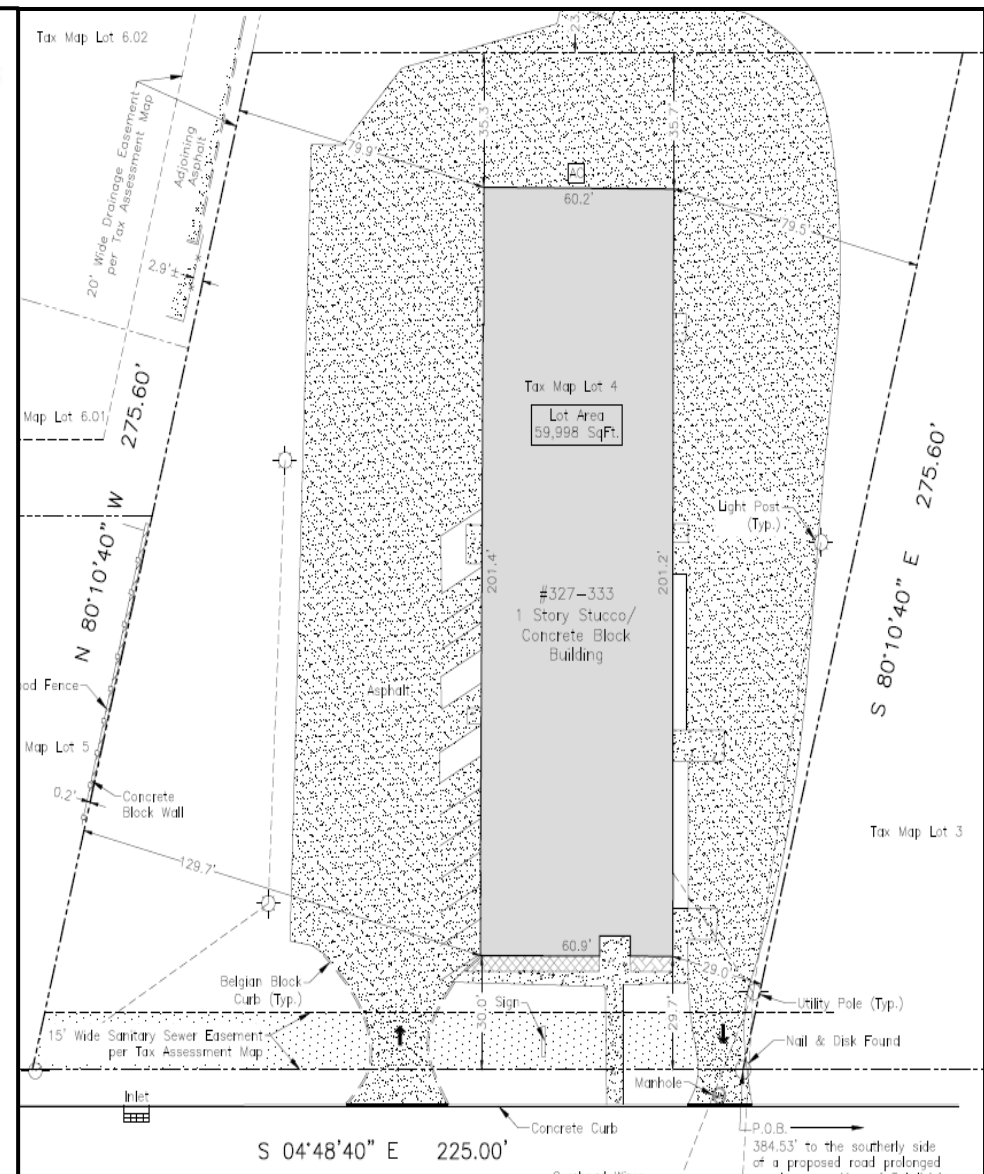 Tax Map Lot 6.02
20' Wide Drainage Easement
per Tax Assessment Map
Adjoining
Asphalt
23.
35.3'
35.7'
79.9'
AC
60.2'
79.5'
2.9'±
Map Lot 6.01
275.60'
N 80°10'40" W
Tax Map Lot 4
Lot Area
59,998 SqFt.
275.60'
S 80°10'40" E
Light Post
(Typ.)
201.4'
201.2'
#327-333
1 Story Stucco/
Concrete Block
Building
Asphalt
od Fence
Map Lot 5
0.2'
Concrete
Block Wall
Tax Map Lot 3
129.7'
60.9'
29.0'
Belgian Block
Curb (Typ.)
Sign
30.0'
29.7'
Utility Pole (Typ.)
15' Wide Sanitary Sewer Easement
per Tax Assessment Map
Nail & Disk Found
Manhole
Inlet
Concrete Curb
P.O.B.
384.53' to the southerly side
of a proposed road prolonged
S 04°48'40" E 225.00'